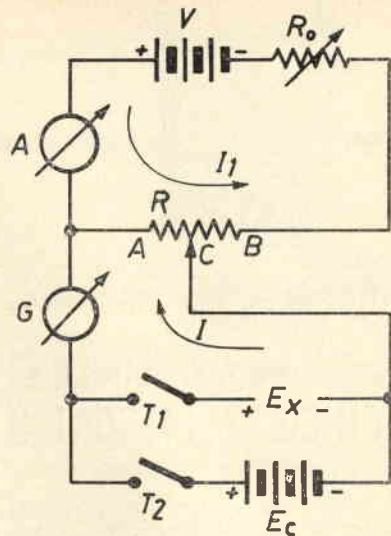 V
+ -
R₀
A
I1
R
A C B
G
I
T1 + Ex =
T2 + -
Ec